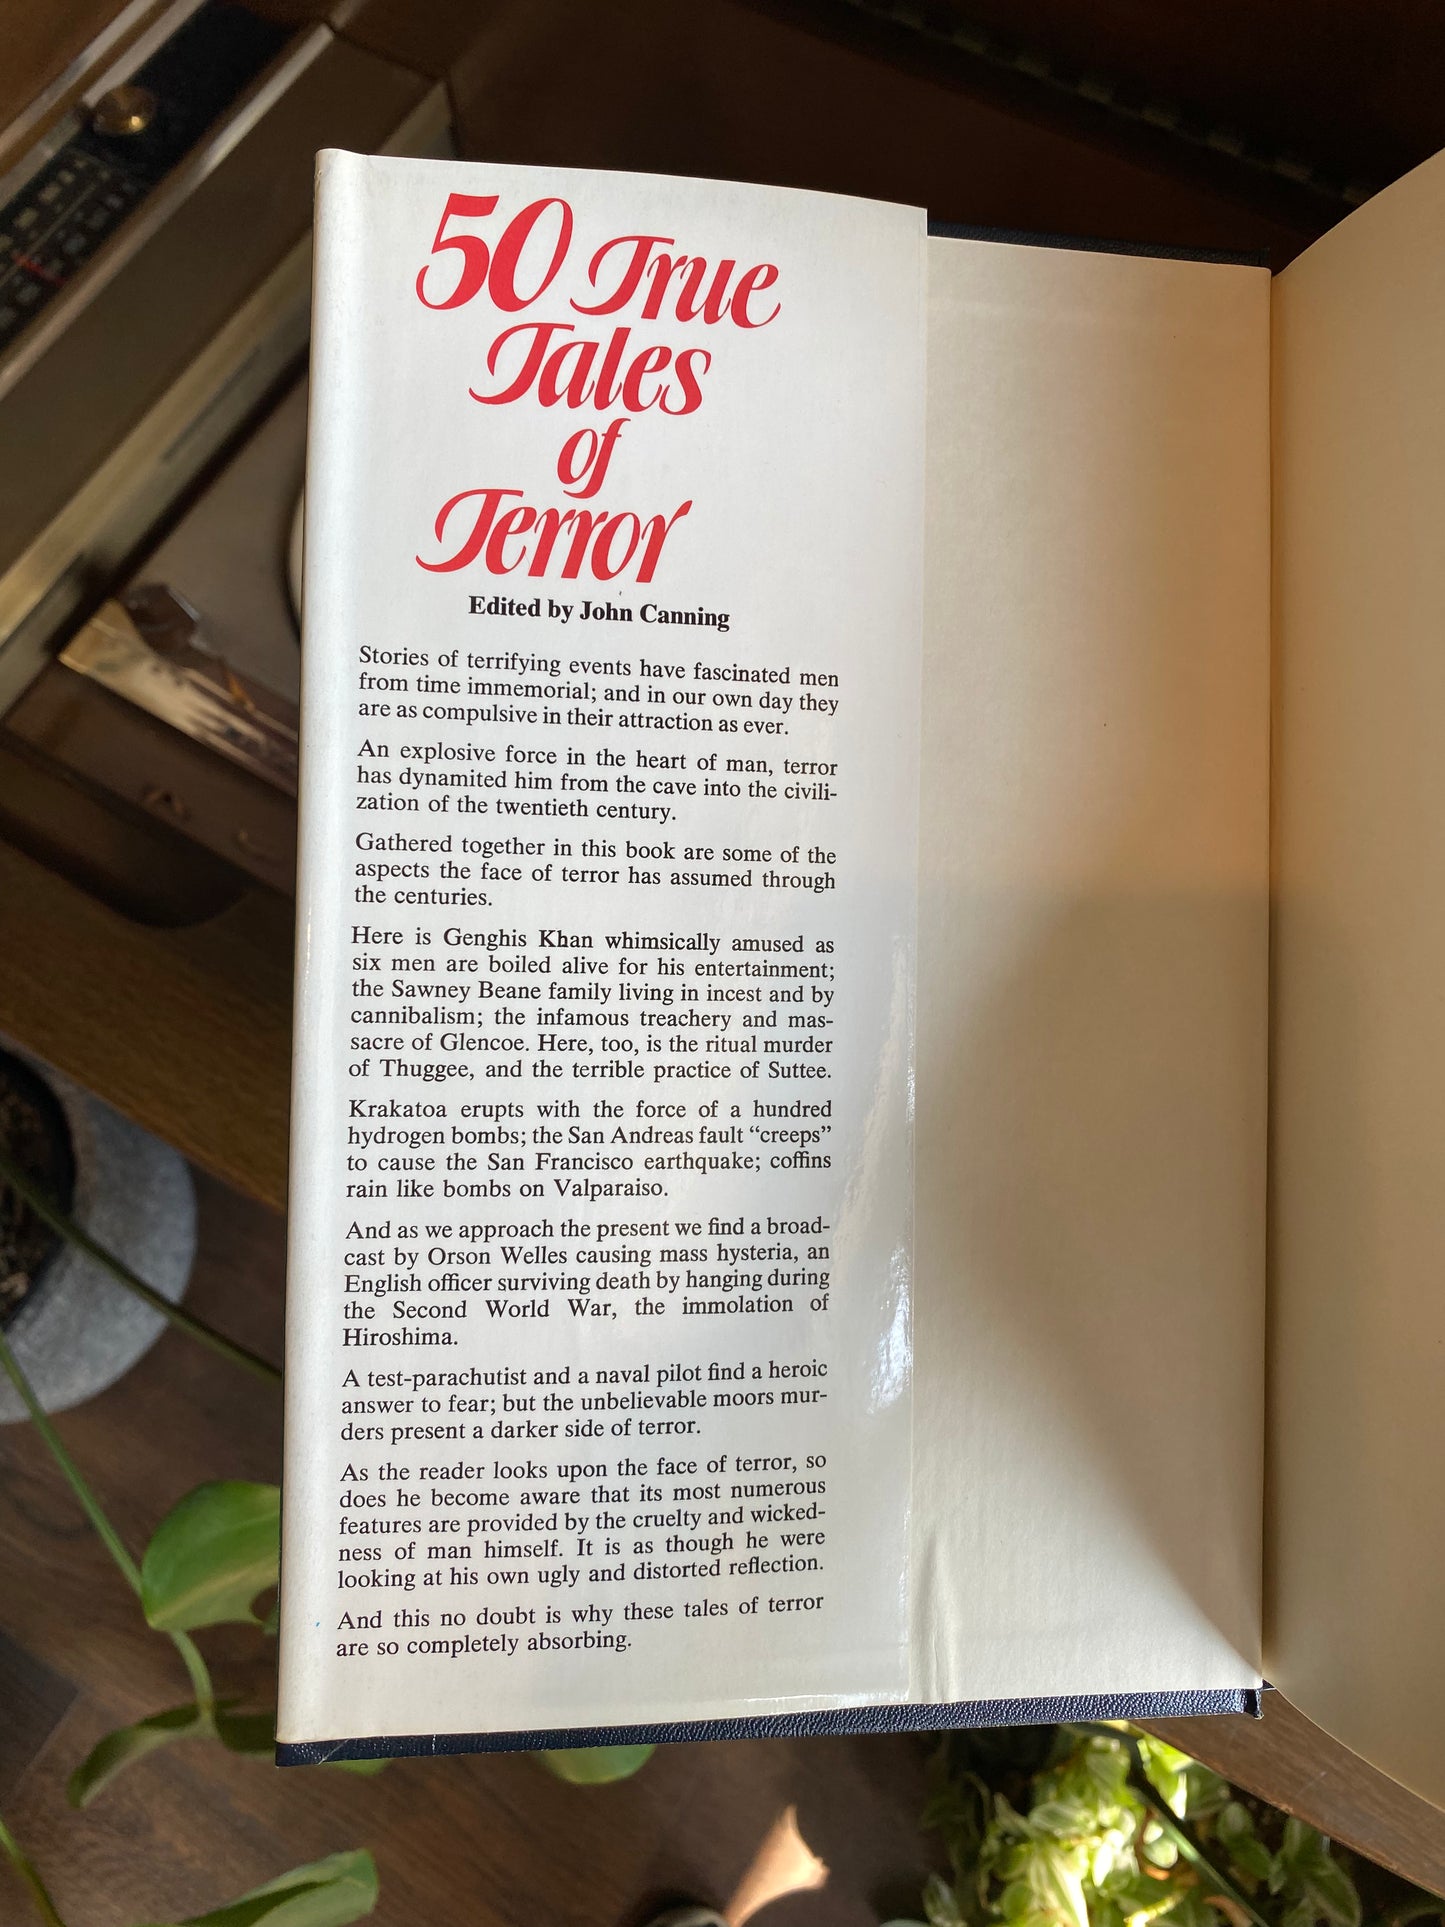 50 True
Tales
of
Terror
Edited by John Canning
Stories of terrifying events have fascinated men
from time immemorial; and in our own day they
are as compulsive in their attraction as ever.
An explosive force in the heart of man, terror
has dynamited him from the cave into the civili-
zation of the twentieth century.
Gathered together in this book are some of the
aspects the face of terror has assumed through
the centuries.
Here is Genghis Khan whimsically amused as
six men are boiled alive for his entertainment;
the Sawney Beane family living in incest and by
cannibalism; the infamous treachery and mas-
sacre of Glencoe. Here, too, is the ritual murder
of Thuggee, and the terrible practice of Suttee.
Krakatoa erupts with the force of a hundred
hydrogen bombs; the San Andreas fault “creeps”
to cause the San Francisco earthquake; coffins
rain like bombs on Valparaiso.
And as we approach the present we find a broad-
cast by Orson Welles causing mass hysteria, an
English officer surviving death by hanging during
the Second World War, the immolation of
Hiroshima.
A test-parachutist and a naval pilot find a heroic
answer to fear; but the unbelievable moors mur-
ders present a darker side of terror.
As the reader looks upon the face of terror, so
does he become aware that its most numerous
features are provided by the cruelty and wicked-
ness of man himself. It is as though he were
looking at his own ugly and distorted reflection.
And this no doubt is why these tales of terror
are so completely absorbing.